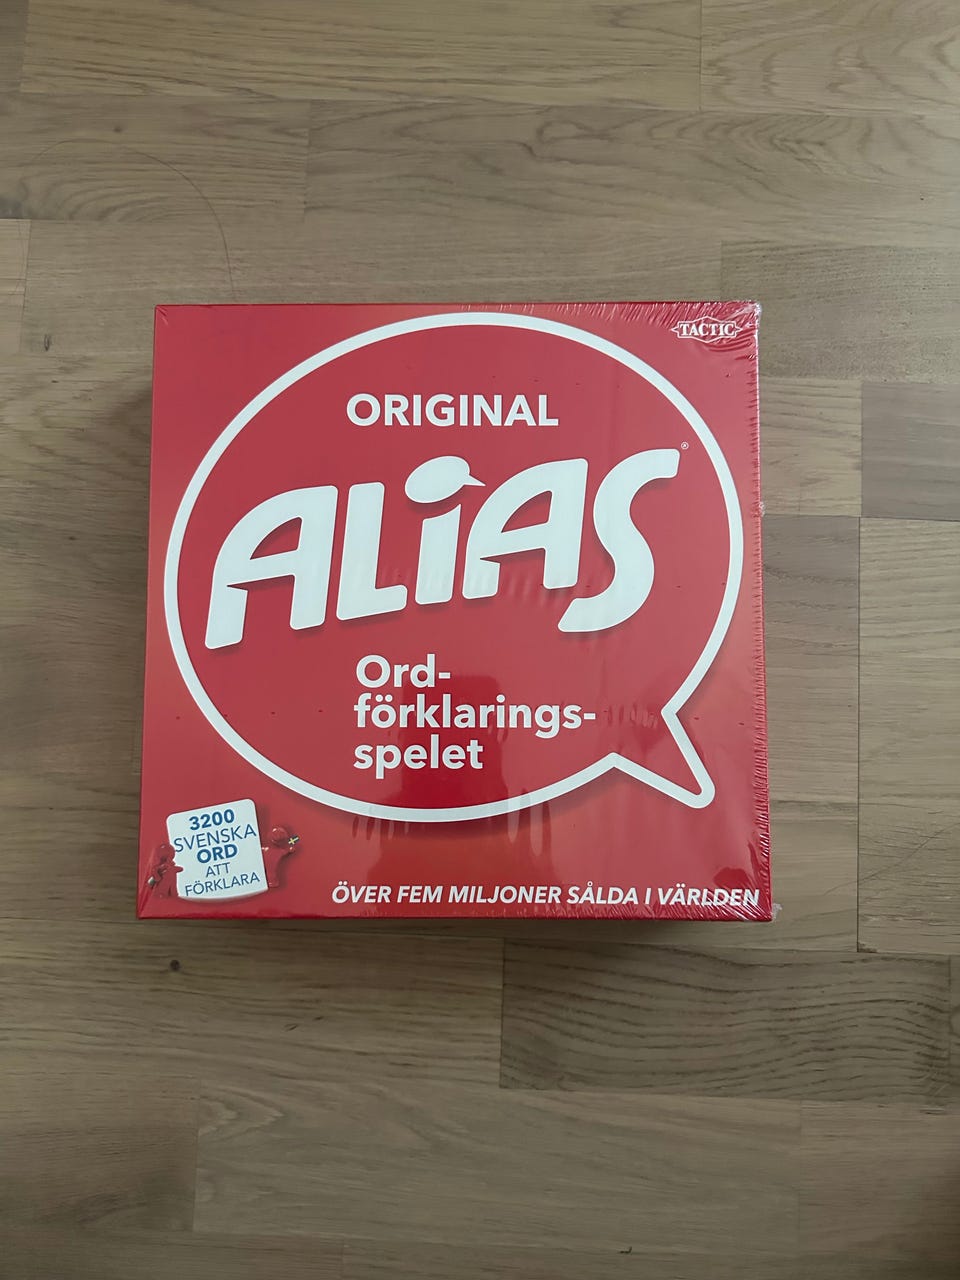 TACTIC
ORIGINAL
ALiAS®
Ord-
förklarings-
spelet
3200
SVENSKA
ORD
ATT
FÖRKLARA
ÖVER FEM MILJONER SÅLDA I VÄRLDEN